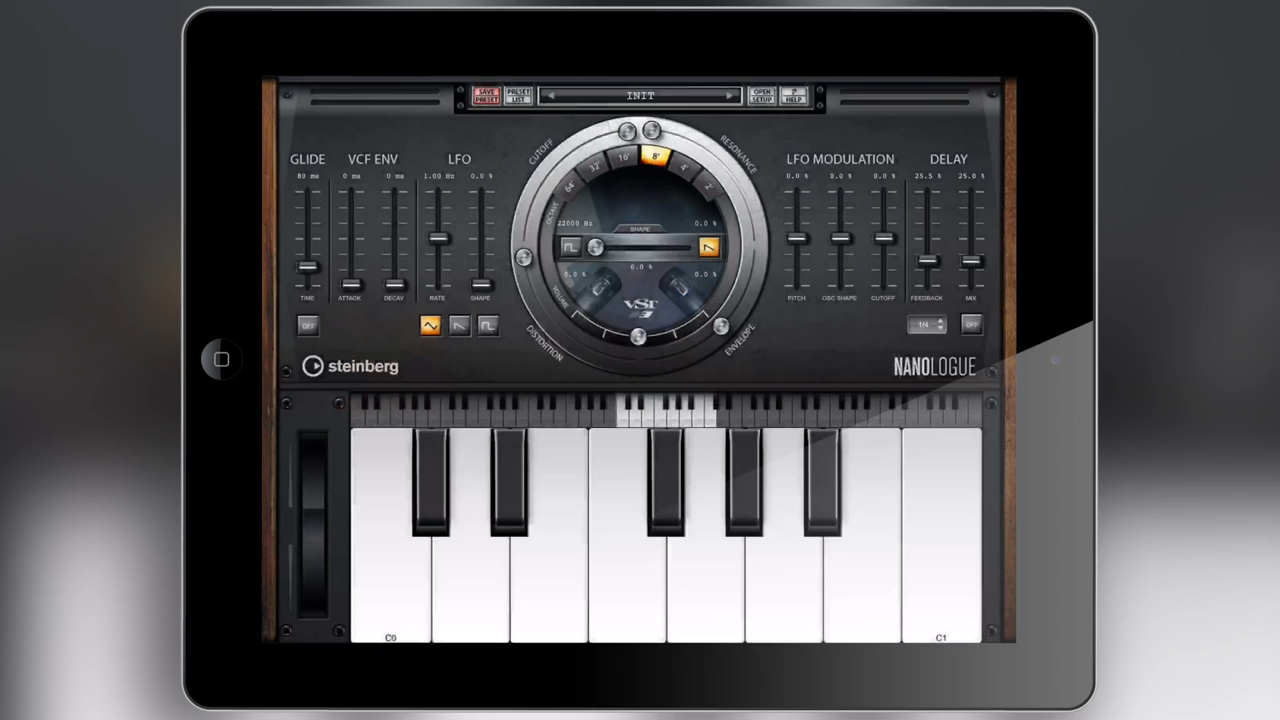 SAVE PRESET
PRESET LIST
INIT
OPEN SETUP
? HELP
GLIDE
VCF ENV
LFO
80 ms
0 ms
0 ms
1.00 Hz
0.0 %
TIME
ATTACK
DECAY
RATE
SHAPE
OFF
steinberg
CUTOFF
RESONANCE
OCTAVE
64'
32'
16'
8'
4'
2'
22000 Hz
0.0 %
SHAPE
0.0 %
0.0 %
0.0 %
VST 3
VOLUME
DISTORTION
ENVELOPE
LFO MODULATION
DELAY
0.0 %
0.0 %
0.0 %
25.5 %
25.0 %
PITCH
OSC SHAPE
CUTOFF
FEEDBACK
MIX
1/4
OFF
NANOLOGUE
C0
C1